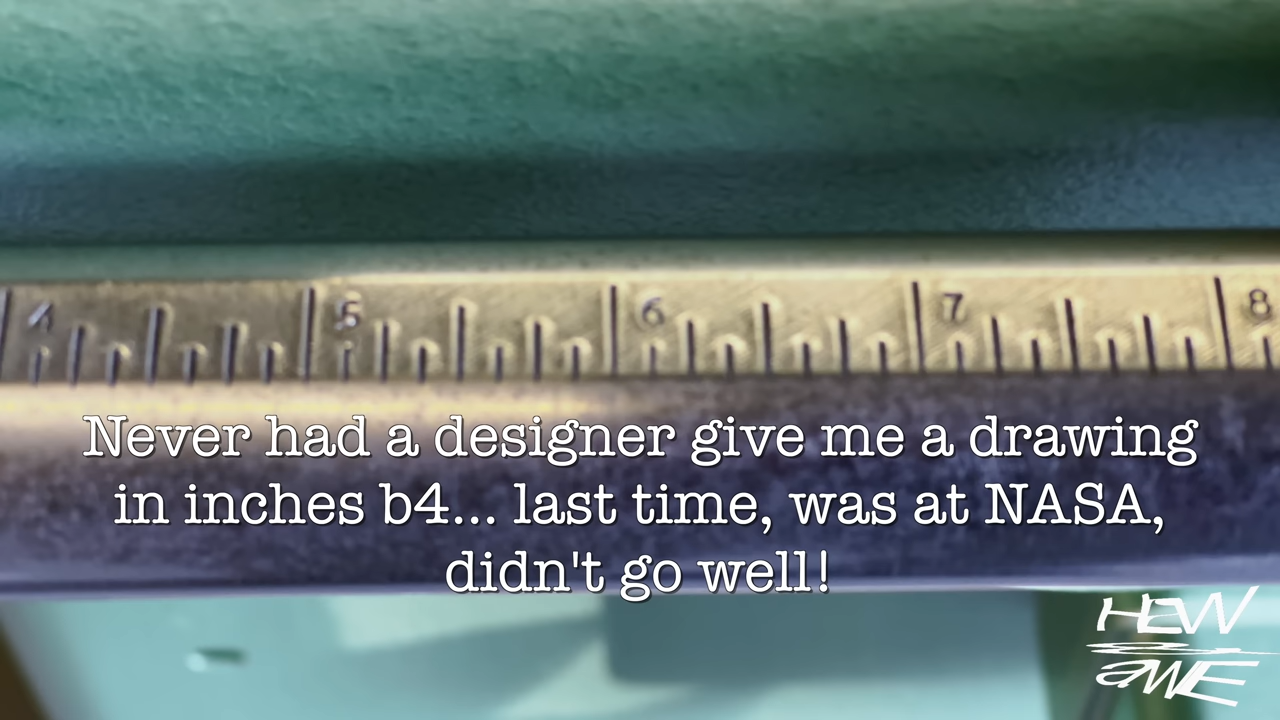 4 5 6 7 8
Never had a designer give me a drawing
in inches b4... last time, was at NASA,
didn't go well!
HEW
& AWE